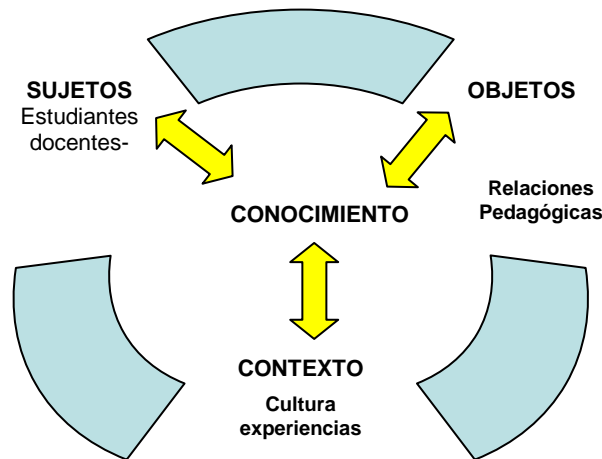 SUJETOS
Estudiantes
docentes-
OBJETOS
Relaciones
Pedagógicas
CONOCIMIENTO
CONTEXTO
Cultura
experiencias